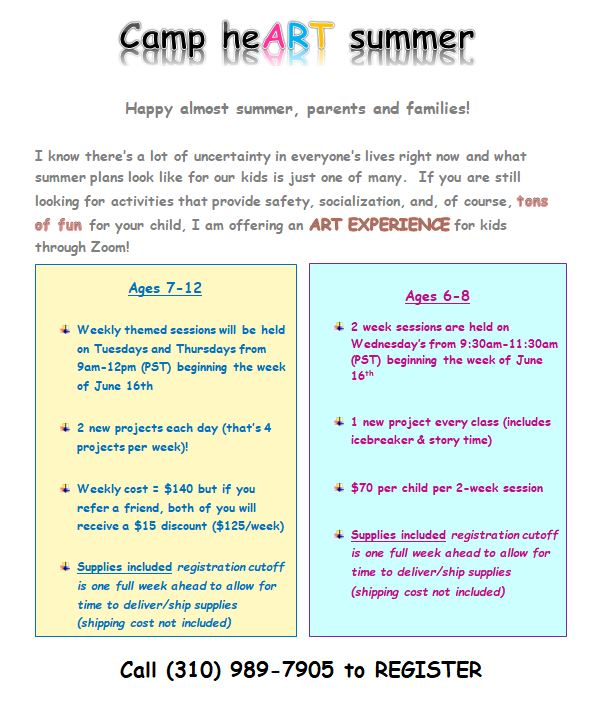 Camp heART summer
Happy almost summer, parents and families!
I know there's a lot of uncertainty in everyone's lives right now and what
summer plans look like for our kids is just one of many.  If you are still
looking for activities that provide safety, socialization, and, of course, tons
of fun for your child, I am offering an ART EXPERIENCE for kids
through Zoom!
Ages 7-12
Weekly themed sessions will be held
on Tuesdays and Thursdays from
9am-12pm (PST) beginning the week
of June 16th
2 new projects each day (that's 4
projects per week)!
Weekly cost = $140 but if you
refer a friend, both of you will
receive a $15 discount ($125/week)
Supplies included registration cutoff
is one full week ahead to allow for
time to deliver/ship supplies
(shipping cost not included)
Ages 6-8
2 week sessions are held on
Wednesday's from 9:30am-11:30am
(PST) beginning the week of June
16th
1 new project every class (includes
icebreaker & story time)
$70 per child per 2-week session
Supplies included registration cutoff
is one full week ahead to allow for
time to deliver/ship supplies
(shipping cost not included)
Call (310) 989-7905 to REGISTER